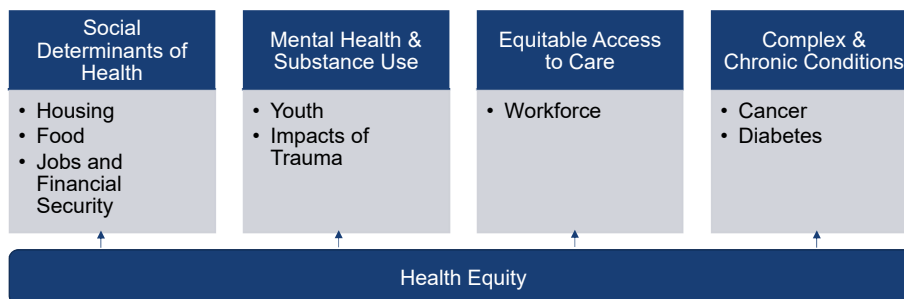 Social
Determinants of
Health
• Housing
• Food
• Jobs and
Financial
Security
Mental Health &
Substance Use
• Youth
• Impacts of
Trauma
Equitable Access
to Care
• Workforce
Complex &
Chronic Conditions
• Cancer
• Diabetes
Health Equity